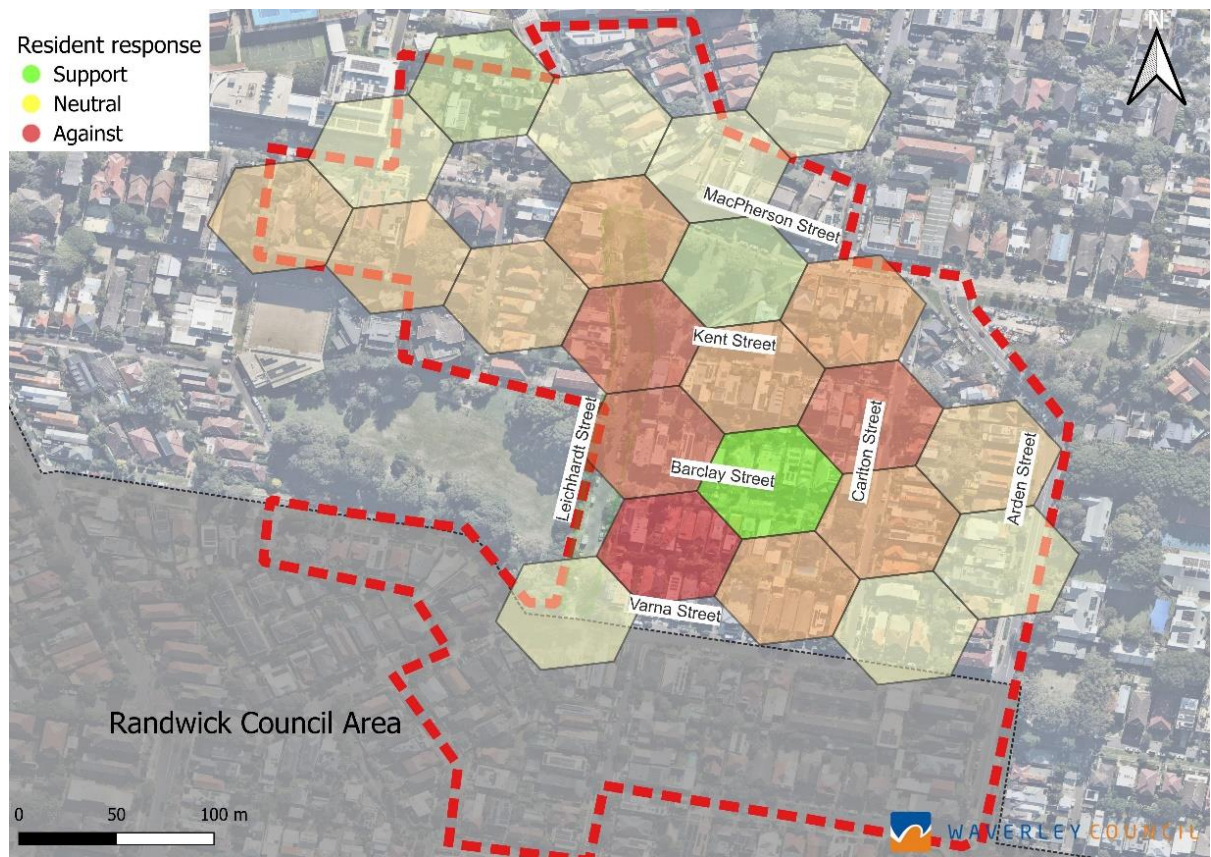 Resident response
Support
Neutral
Against
N
MacPherson Street
Kent Street
Leichhardt Street
Barclay Street
Carlton Street
Arden Street
Varna Street
Randwick Council Area
0 50 100 m
WAVERLEY COUNCIL